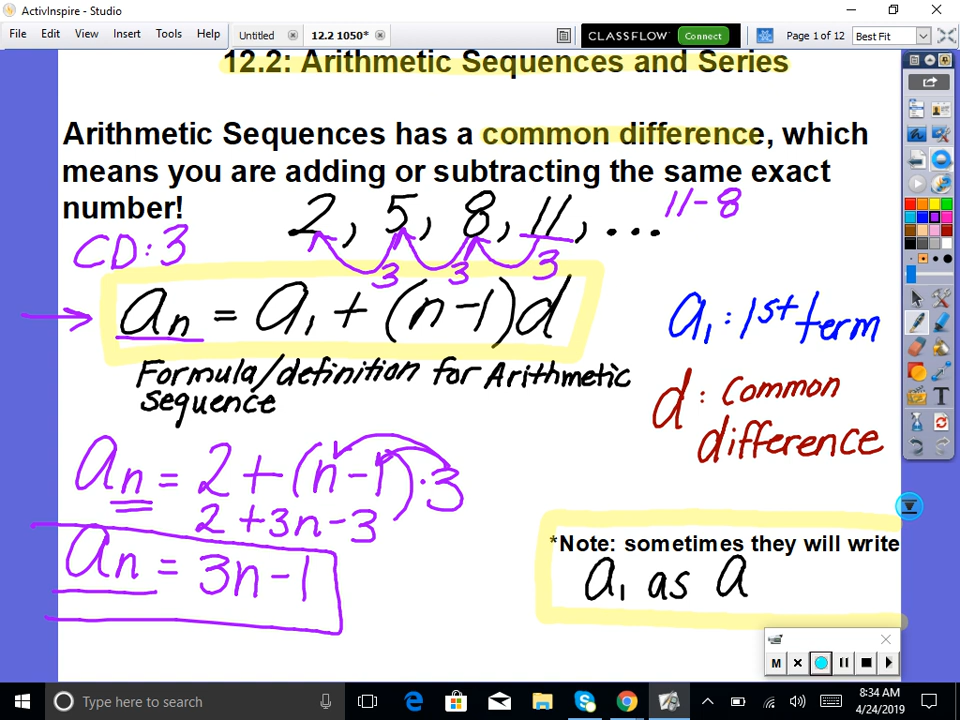 ActivInspire - Studio
File Edit View Insert Tools Help Untitled 12.2 1050* CLASSFLOW Connect Page 1 of 12 Best Fit
12.2: Arithmetic Sequences and Series
Arithmetic Sequences has a common difference, which
means you are adding or subtracting the same exact
number!
2, 5, 8, 11, ... 11-8
CD: 3 3 3 3
aₙ = a₁ + (n-1)d
a₁: 1st term
Formula/definition for Arithmetic
sequence
d: Common
difference
aₙ = 2 + (n-1)·3
2 + 3n - 3
aₙ = 3n - 1
*Note: sometimes they will write
a₁ as a
M
Type here to search
8:34 AM
4/24/2019